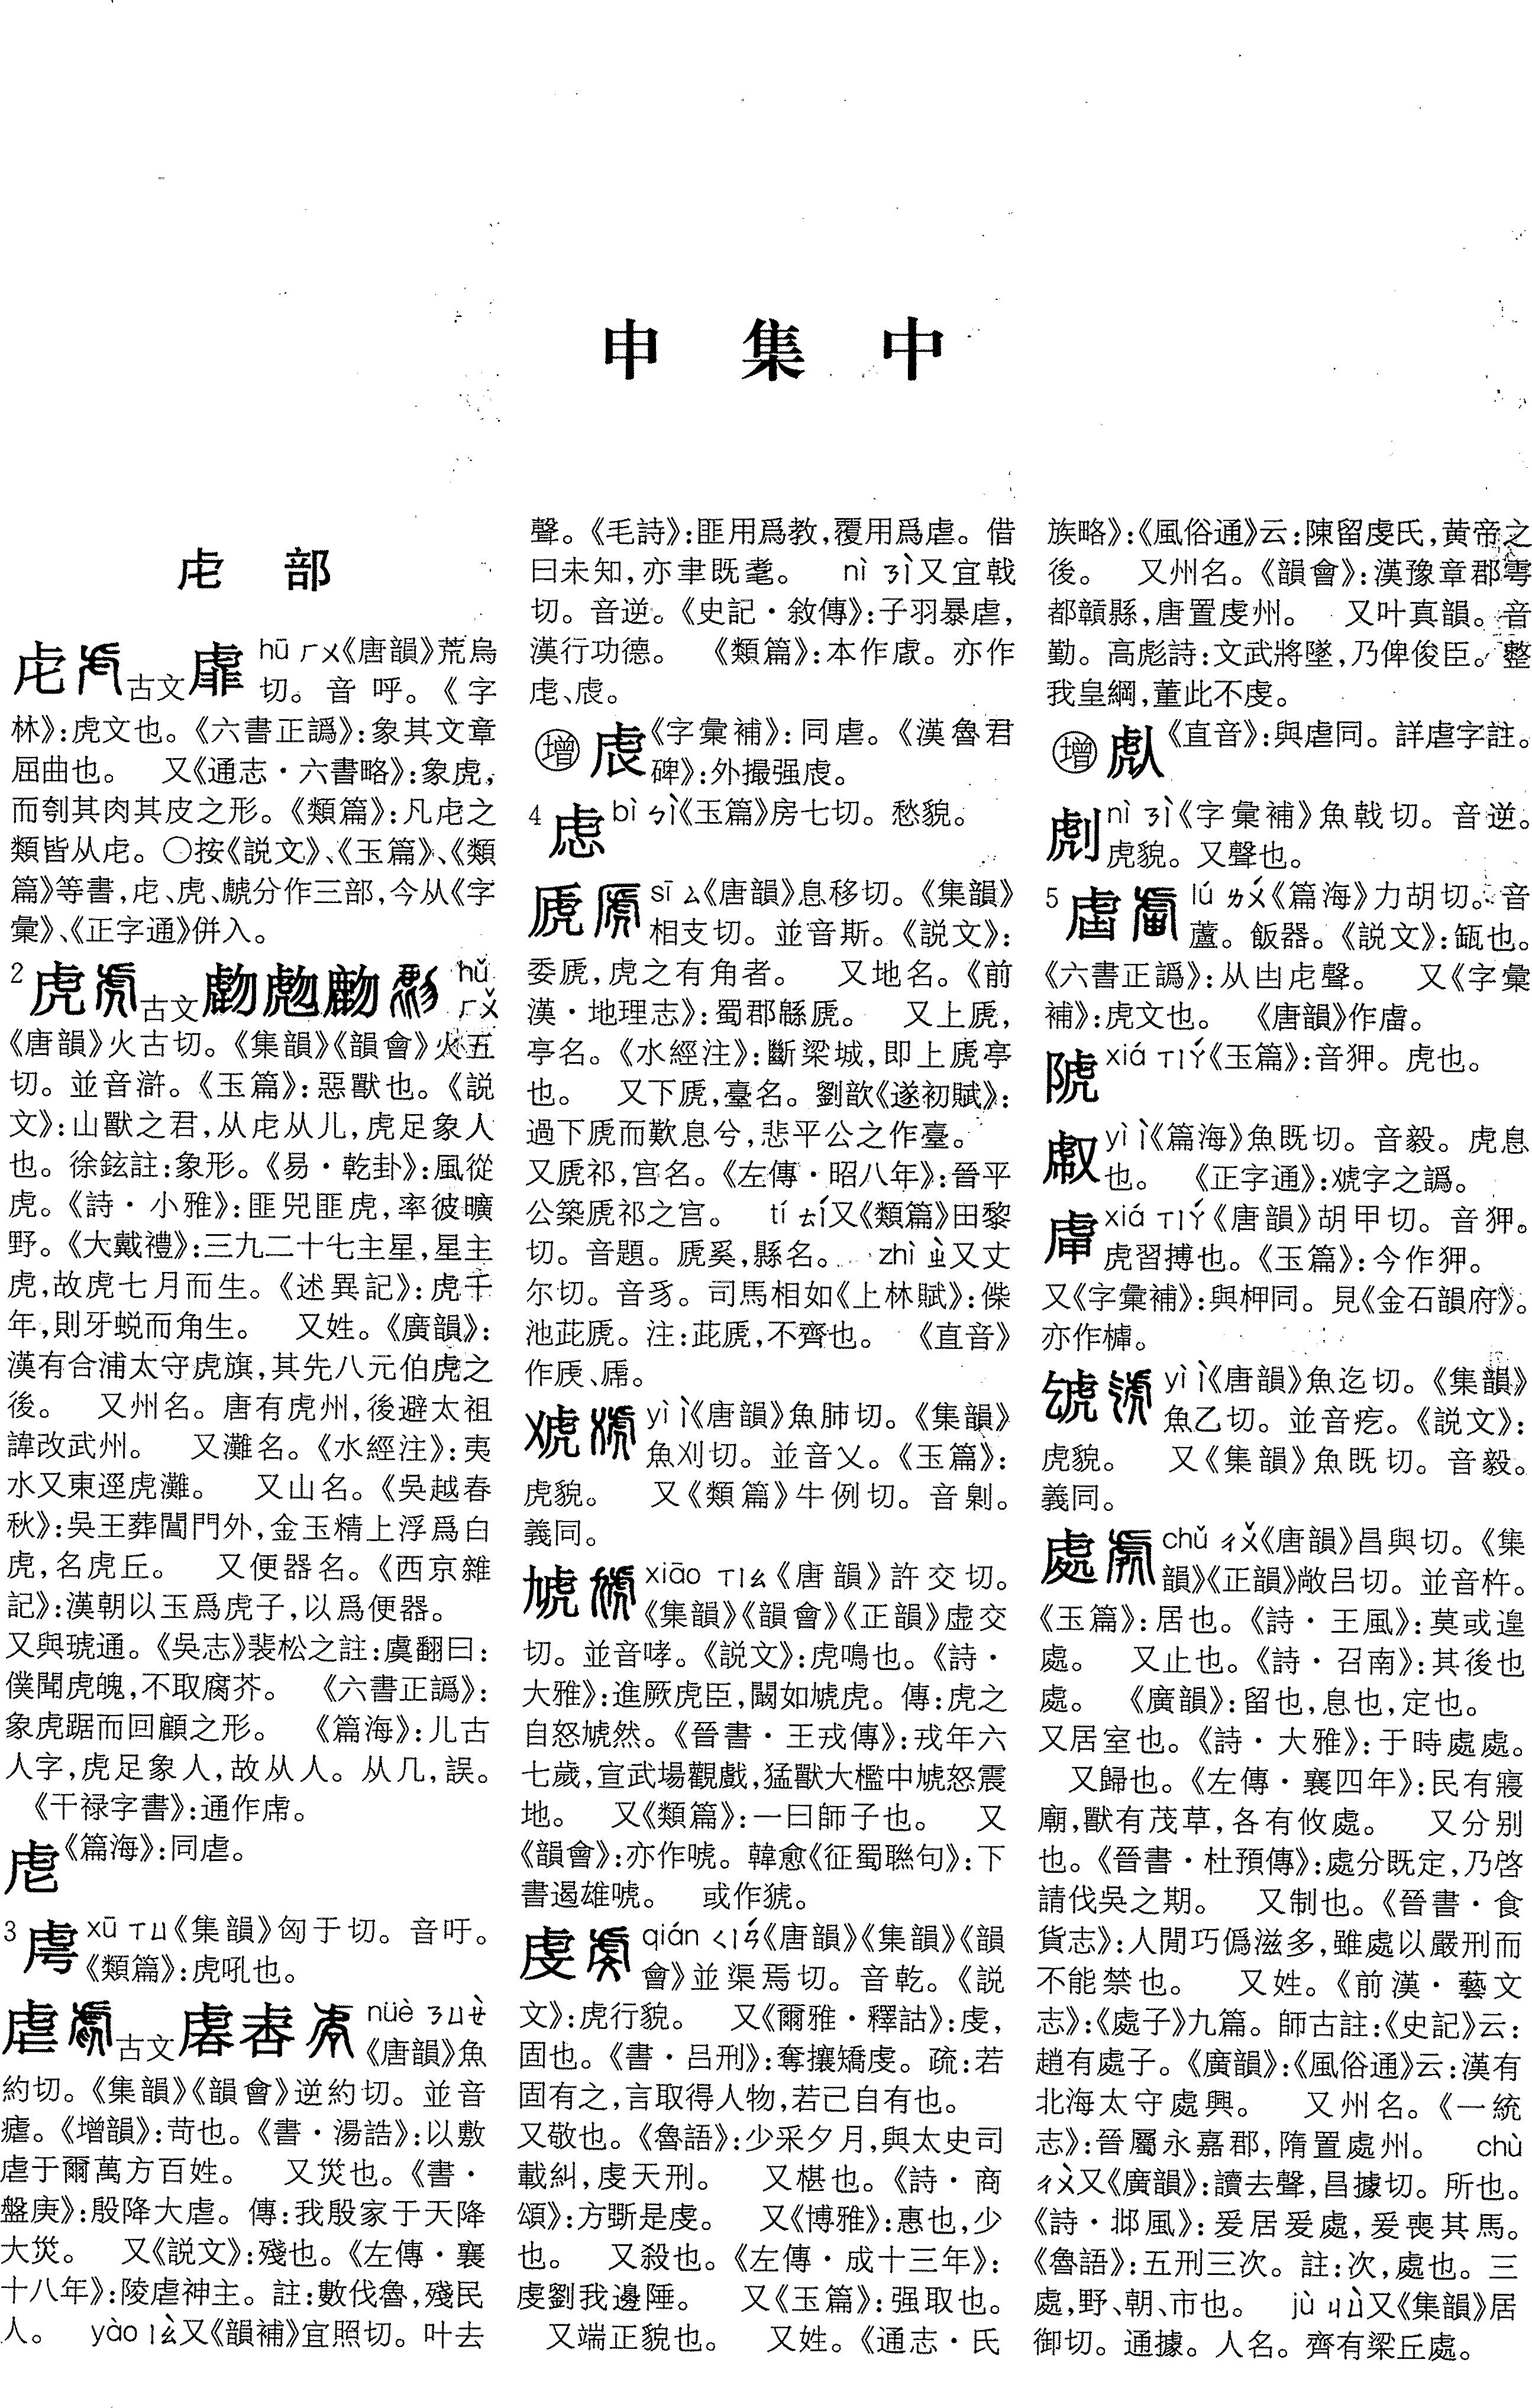 申集中
虍部
虍 古文 hū ㄏㄨ《唐韻》荒烏
切。音呼。《字
林》:虎文也。《六書正譌》:象其文章
屈曲也。 又《通志·六書略》:象虎,
而刳其肉其皮之形。《類篇》:凡虍之
類皆从虍。○按《説文》、《玉篇》、《類
篇》等書,虍、虎、虤分作三部,今从《字
彙》、《正字通》併入。
2 虎 古文 hǔ
ㄏㄨˇ
《唐韻》火古切。《集韻》《韻會》火五
切。並音滸。《玉篇》:惡獸也。《説
文》:山獸之君,从虍从儿,虎足象人
也。徐鉉註:象形。《易·乾卦》:風從
虎。《詩·小雅》:匪兕匪虎,率彼曠
野。《大戴禮》:三九二十七主星,星主
虎,故虎七月而生。《述異記》:虎千
年,則牙蜕而角生。 又姓。《廣韻》:
漢有合浦太守虎旗,其先八元伯虎之
後。 又州名。唐有虎州,後避太祖
諱改武州。 又灘名。《水經注》:夷
水又東逕虎灘。 又山名。《吳越春
秋》:吳王葬閶門外,金玉精上浮爲白
虎,名虎丘。 又便器名。《西京雜
記》:漢朝以玉爲虎子,以爲便器。
又與琥通。《吳志》裴松之註:虞翻曰:
僕聞虎魄,不取腐芥。 《六書正譌》:
象虎踞而回顧之形。 《篇海》:儿古
人字,虎足象人,故从人。从几,誤。
《干禄字書》:通作虝。
《篇海》:同虐。
3 虖 xū ㄒㄩ《集韻》匈于切。音吁。
《類篇》:虎吼也。
虐 古文 nüè ㄋㄩㄝˋ
《唐韻》魚
約切。《集韻》《韻會》逆約切。並音
瘧。《增韻》:苛也。《書·湯誥》:以敷
虐于爾萬方百姓。 又災也。《書·
盤庚》:殷降大虐。傳:我殷家于天降
大災。 又《説文》:殘也。《左傳·襄
十八年》:陵虐神主。註:數伐魯,殘民
人。 yào ㄧㄠˋ又《韻補》宜照切。叶去
聲。《毛詩》:匪用爲教,覆用爲虐。借
曰未知,亦聿既耄。 nì ㄋㄧˋ又宜戟
切。音逆。《史記·敘傳》:子羽暴虐,
漢行功德。 《類篇》:本作䖈。亦作
虎、䖍。
增 《字彙補》:同虐。《漢魯君
碑》:外撮强。
4 虙 bì ㄅㄧˋ《玉篇》房七切。愁貌。
虒 sī ㄙ《唐韻》息移切。《集韻》
相支切。並音斯。《説文》:
委虒,虎之有角者。 又地名。《前
漢·地理志》:蜀郡緜虒。 又上虒,
亭名。《水經注》:斷梁城,即上虒亭
也。 又下虒,臺名。劉歆《遂初賦》:
過下虒而歎息兮,悲平公之作臺。
又虒祁,宫名。《左傳·昭八年》:晉平
公築虒祁之宫。 tí ㄊㄧˊ又《類篇》田黎
切。音題。虒奚,縣名。 zhì ㄓˋ又丈
尔切。音豸。司馬相如《上林賦》:傑
池茈虒。注:茈虒,不齊也。 《直音》
作、。
yì ㄧˋ《唐韻》魚肺切。《集韻》
魚刈切。並音乂。《玉篇》:
虎貌。 又《類篇》牛例切。音劓。
義同。
虓 xiāo ㄒㄧㄠ《唐韻》許交切。
《集韻》《韻會》《正韻》虚交
切。並音哮。《説文》:虎鳴也。《詩·
大雅》:進厥虎臣,闞如虓虎。傳:虎之
自怒虓然。《晉書·王戎傳》:戎年六
七歲,宣武場觀戲,猛獸大檻中虓怒震
地。 又《類篇》:一曰師子也。 又
《韻會》:亦作唬。韓愈《征蜀聯句》:下
書遏雄唬。 或作猇。
虔 qián ㄑㄧㄢˊ《唐韻》《集韻》《韻
會》並渠焉切。音乾。《説
文》:虎行貌。 又《爾雅·釋詁》:虔,
固也。《書·吕刑》:奪攘矯虔。疏:若
固有之,言取得人物,若己自有也。
又敬也。《魯語》:少采夕月,與太史司
載糾,虔天刑。 又椹也。《詩·商
頌》:方斲是虔。 又《博雅》:惠也,少
也。 又殺也。《左傳·成十三年》:
虔劉我邊陲。 又《玉篇》:强取也。
又端正貌也。 又姓。《通志·氏
族略》:《風俗通》云:陳留虔氏,黄帝之
後。 又州名。《韻會》:漢豫章郡雩
都贛縣,唐置虔州。 又叶真韻。音
勤。高彪詩:文武將墜,乃俾俊臣。整
我皇綱,董此不虔。
增 《直音》:與虐同。詳虐字註。
nì ㄋㄧˋ《字彙補》魚戟切。音逆。
虎貌。又聲也。
5 lú ㄌㄨˊ《篇海》力胡切。音
蘆。飯器。《説文》:缻也。
《六書正譌》:从甾虍聲。 又《字彙
補》:虎文也。 《唐韻》作䖔。
xiá ㄒㄧㄚˊ《玉篇》:音狎。虎也。
yì ㄧˋ《篇海》魚既切。音毅。虎息
也。 《正字通》:字之譌。
xiá ㄒㄧㄚˊ《唐韻》胡甲切。音狎。
虎習搏也。《玉篇》:今作狎。
又《字彙補》:與柙同。見《金石韻府》。
亦作。
yì ㄧˋ《唐韻》魚迄切。《集韻》
魚乙切。並音疙。《説文》:
虎貌。 又《集韻》魚既切。音毅。
義同。
處 chǔ ㄔㄨˇ《唐韻》昌與切。《集
韻》《正韻》敞吕切。並音杵。
《玉篇》:居也。《詩·王風》:莫或遑
處。 又止也。《詩·召南》:其後也
處。 《廣韻》:留也,息也,定也。
又居室也。《詩·大雅》:于時處處。
又歸也。《左傳·襄四年》:民有寢
廟,獸有茂草,各有攸處。 又分别
也。《晉書·杜預傳》:處分既定,乃啓
請伐吳之期。 又制也。《晉書·食
貨志》:人閒巧僞滋多,雖處以嚴刑而
不能禁也。 又姓。《前漢·藝文
志》:《處子》九篇。師古註:《史記》云:
趙有處子。《廣韻》:《風俗通》云:漢有
北海太守處興。 又州名。《一統
志》:晉屬永嘉郡,隋置處州。 chù
ㄔㄨˋ又《廣韻》:讀去聲,昌據切。所也。
《詩·邶風》:爰居爰處,爰喪其馬。
《魯語》:五刑三次。註:次,處也。三
處,野、朝、市也。 jù ㄐㄩˋ又《集韻》居
御切。通據。人名。齊有梁丘處。